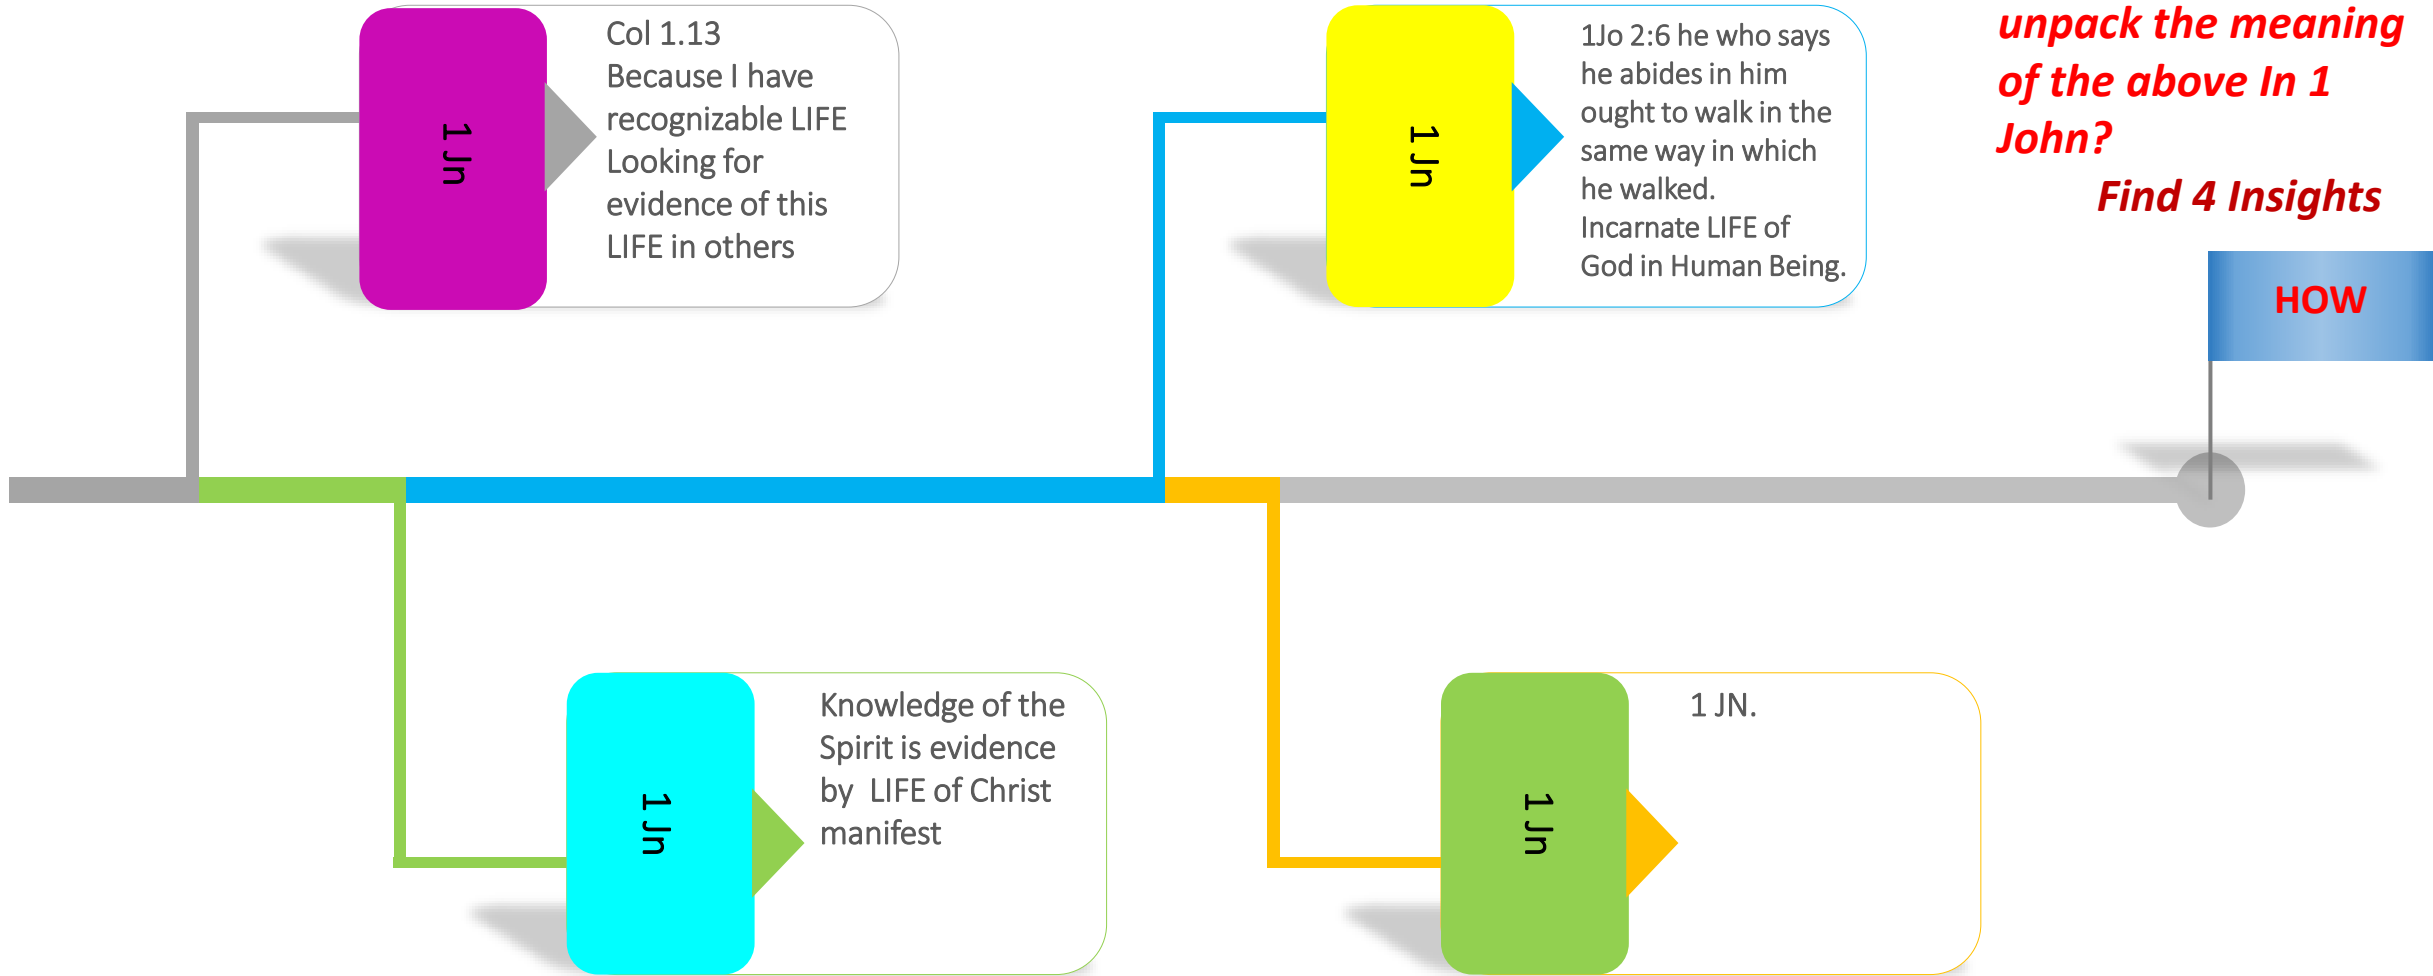 1 Jn
Col 1.13
Because I have
recognizable LIFE
Looking for
evidence of this
LIFE in others
1 Jn
1Jo 2:6 he who says
he abides in him
ought to walk in the
same way in which
he walked.
Incarnate LIFE of
God in Human Being.
unpack the meaning
of the above In 1
John?
Find 4 Insights
HOW
1 Jn
Knowledge of the
Spirit is evidence
by LIFE of Christ
manifest
1 Jn
1 JN.